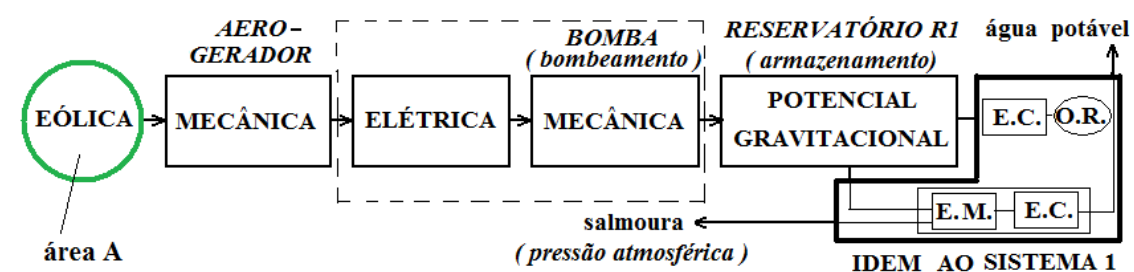 AERO-
GERADOR
BOMBA
( bombeamento )
RESERVATÓRIO R1
( armazenamento)
água potável
EÓLICA
MECÂNICA
ELÉTRICA
MECÂNICA
POTENCIAL
GRAVITACIONAL
E.C.
O.R.
E.M.
E.C.
salmoura
( pressão atmosférica )
área A
IDEM AO SISTEMA 1